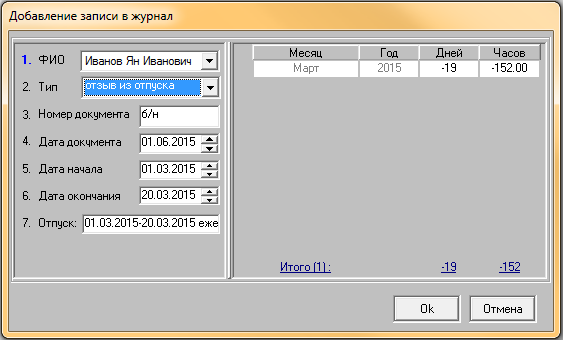 Добавление записи в журнал
1. ФИО Иванов Ян Иванович
2. Тип отзыв из отпуска
3. Номер документа б/н
4. Дата документа 01.06.2015
5. Дата начала 01.03.2015
6. Дата окончания 20.03.2015
7. Отпуск: 01.03.2015-20.03.2015 еже
Месяц Год Дней Часов
Март 2015 -19 -152.00
Итого (1) : -19 -152
Ok Отмена